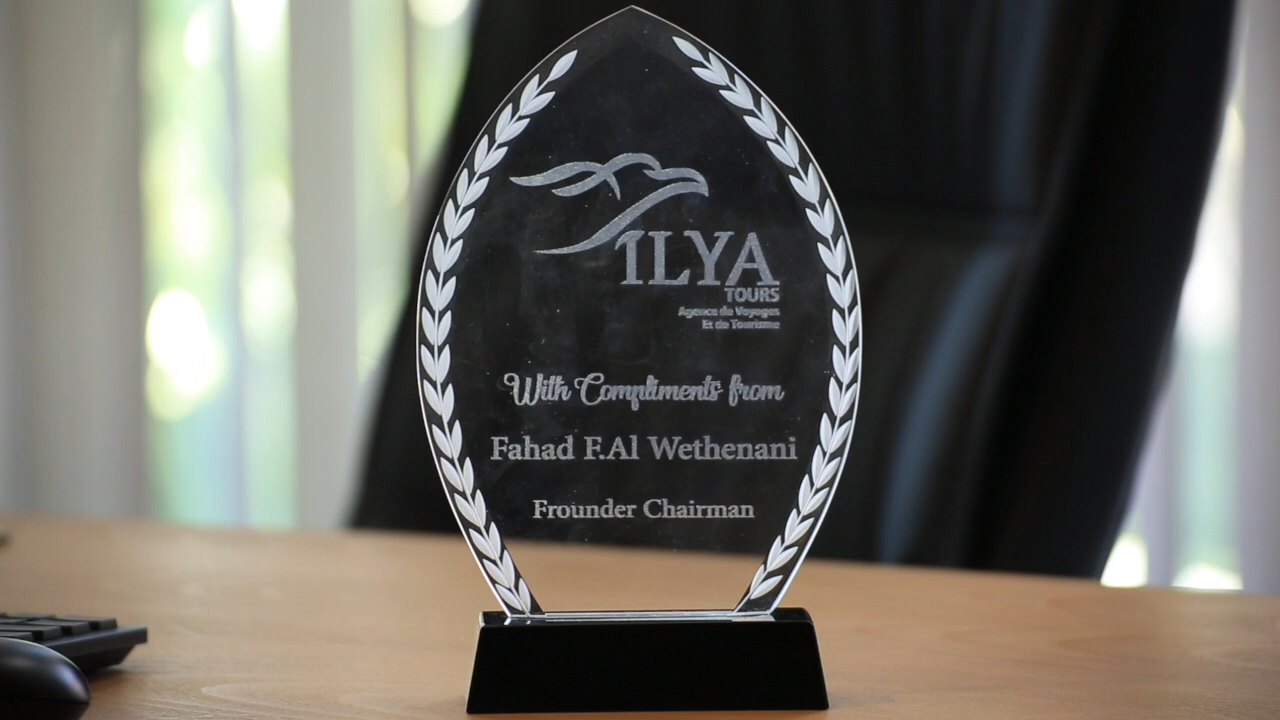 ILYA
TOURS
Agence de Voyages
Et de Tourisme
With Compliments from
Fahad F.Al Wethenani
Frounder Chairman